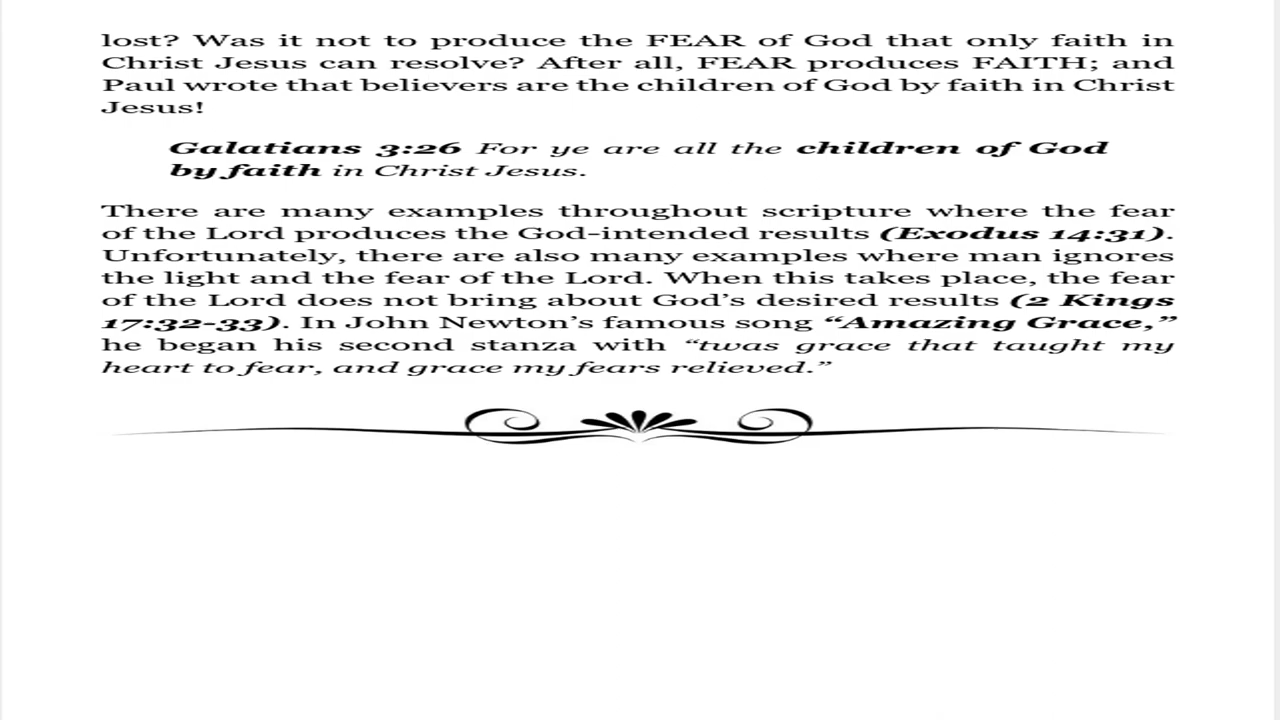 lost? Was it not to produce the FEAR of God that only faith in
Christ Jesus can resolve? After all, FEAR produces FAITH; and
Paul wrote that believers are the children of God by faith in Christ
Jesus!
Galatians 3:26 For ye are all the children of God
by faith in Christ Jesus.
There are many examples throughout scripture where the fear
of the Lord produces the God-intended results (Exodus 14:31).
Unfortunately, there are also many examples where man ignores
the light and the fear of the Lord. When this takes place, the fear
of the Lord does not bring about God’s desired results (2 Kings
17:32-33). In John Newton’s famous song “Amazing Grace,”
he began his second stanza with “twas grace that taught my
heart to fear, and grace my fears relieved.”